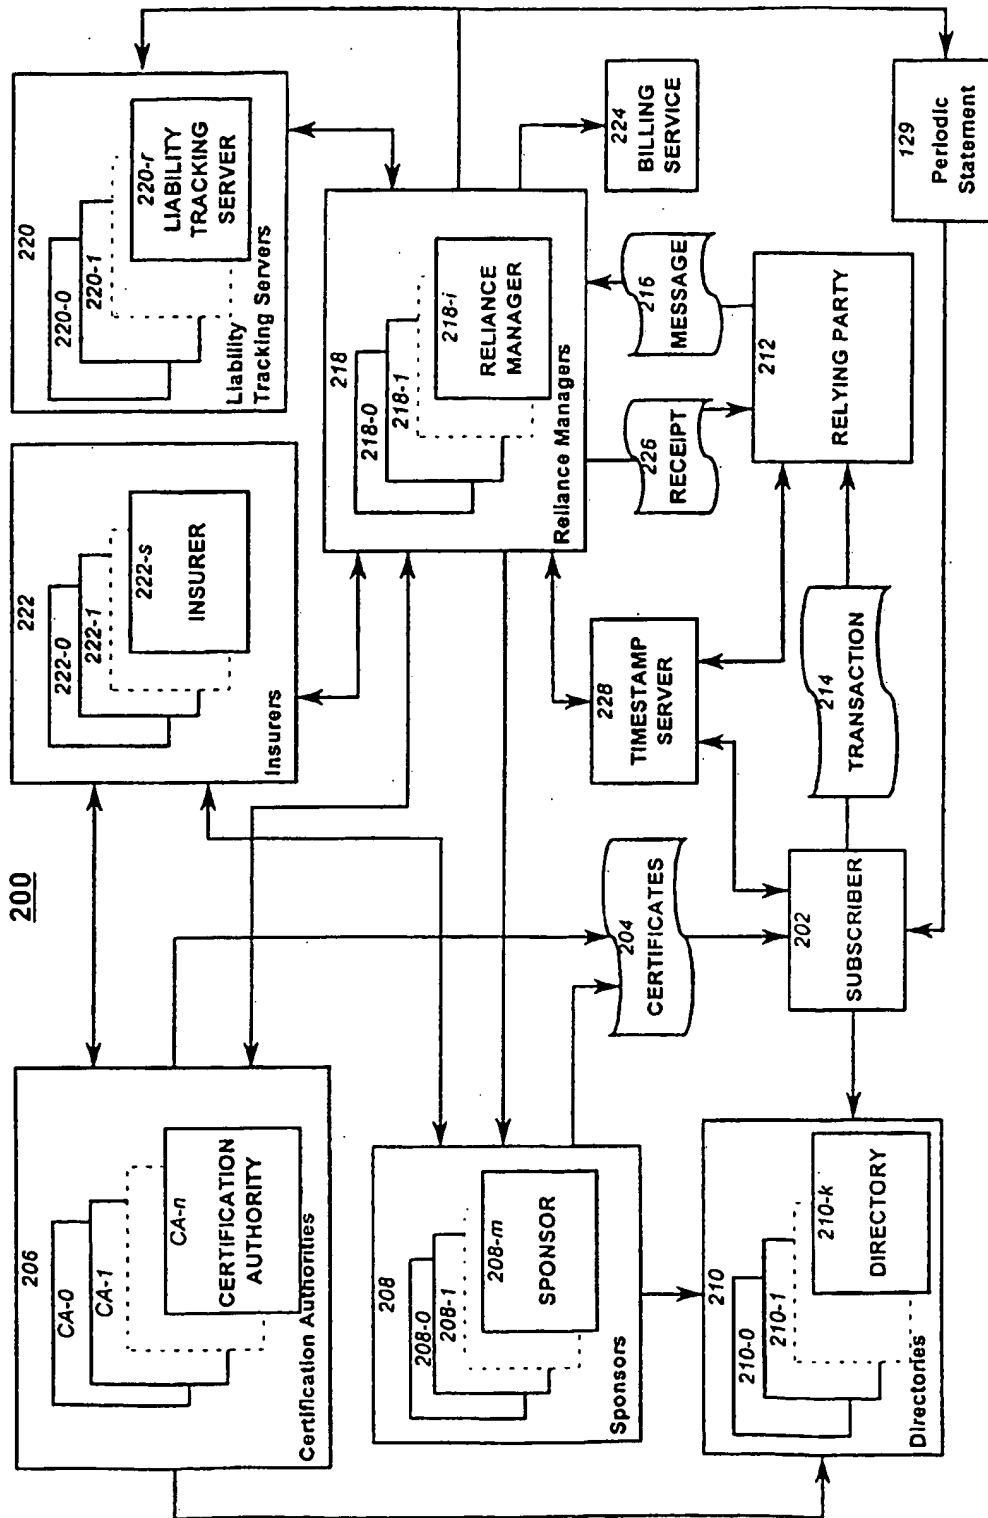 200
206
CA-0
CA-1
CA-n
CERTIFICATION
AUTHORITY
Certification Authorities
222
222-0
222-1
222-s
INSURER
Insurers
220
220-0
220-1
220-r
LIABILITY
TRACKING
SERVER
Liability
Tracking Servers
208
208-0
208-1
208-m
SPONSOR
Sponsors
218
218-0
218-1
218-i
RELIANCE
MANAGER
Reliance Managers
224
BILLING
SERVICE
204
CERTIFICATES
228
TIMESTAMP
SERVER
226
RECEIPT
216
MESSAGE
210
210-0
210-1
210-k
DIRECTORY
Directories
202
SUBSCRIBER
214
TRANSACTION
212
RELYING PARTY
129
Periodic
Statement